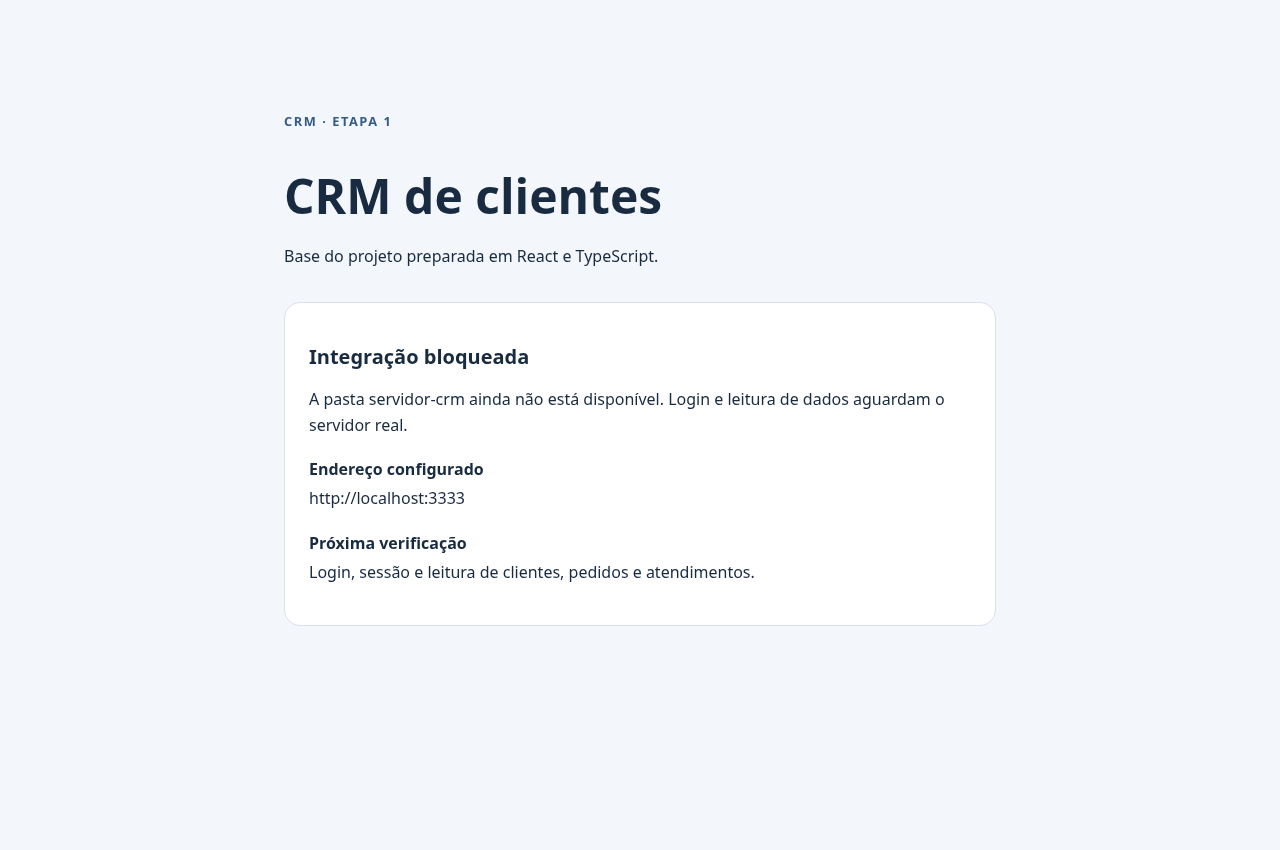 CRM · ETAPA 1
CRM de clientes
Base do projeto preparada em React e TypeScript.
Integração bloqueada
A pasta servidor-crm ainda não está disponível. Login e leitura de dados aguardam o
servidor real.
Endereço configurado
http://localhost:3333
Próxima verificação
Login, sessão e leitura de clientes, pedidos e atendimentos.